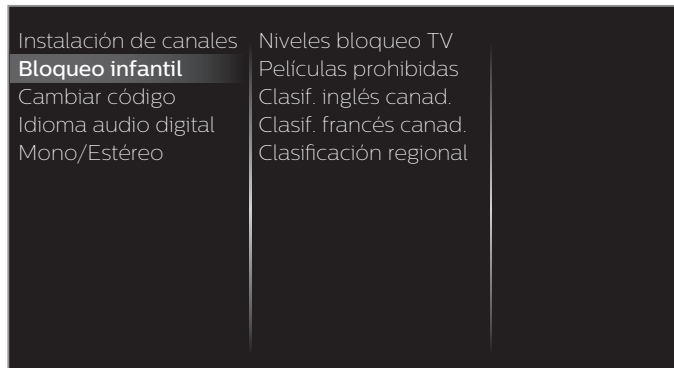 Instalación de canales
Bloqueo infantil
Cambiar código
Idioma audio digital
Mono/Estéreo
Niveles bloqueo TV
Películas prohibidas
Clasif. inglés canad.
Clasif. francés canad.
Clasificación regional